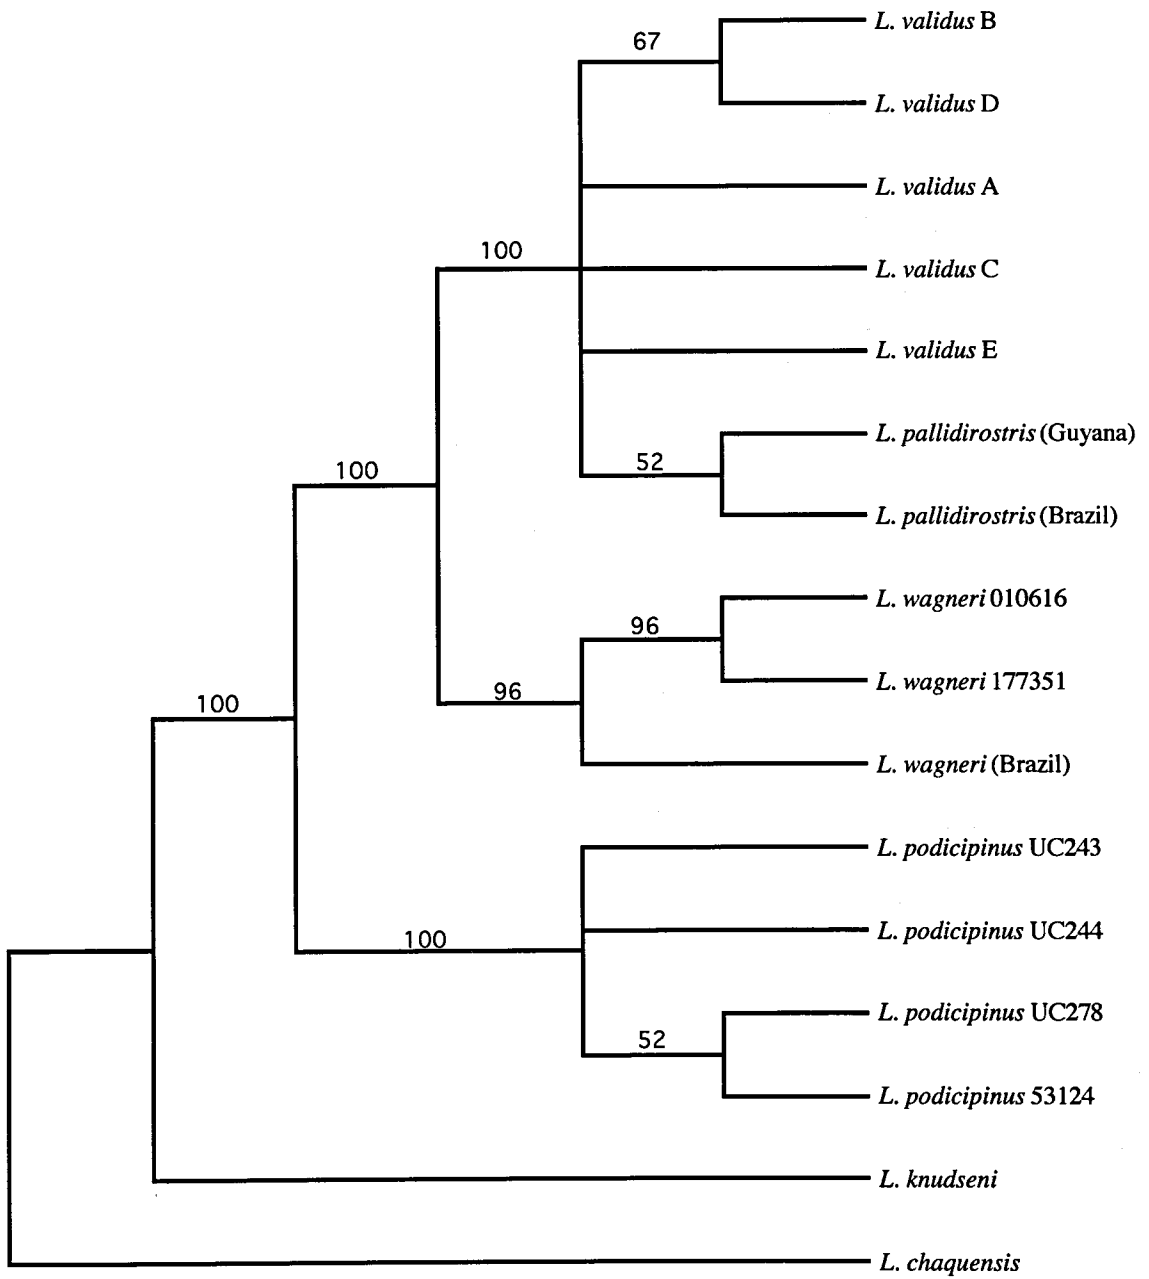 L. validus B
67
L. validus D
L. validus A
100
L. validus C
L. validus E
L. pallidirostris (Guyana)
52
100
L. pallidirostris (Brazil)
L. wagneri 010616
96
L. wagneri 177351
96
100
L. wagneri (Brazil)
L. podicipinus UC243
L. podicipinus UC244
100
L. podicipinus UC278
52
L. podicipinus 53124
L. knudseni
L. chaquensis